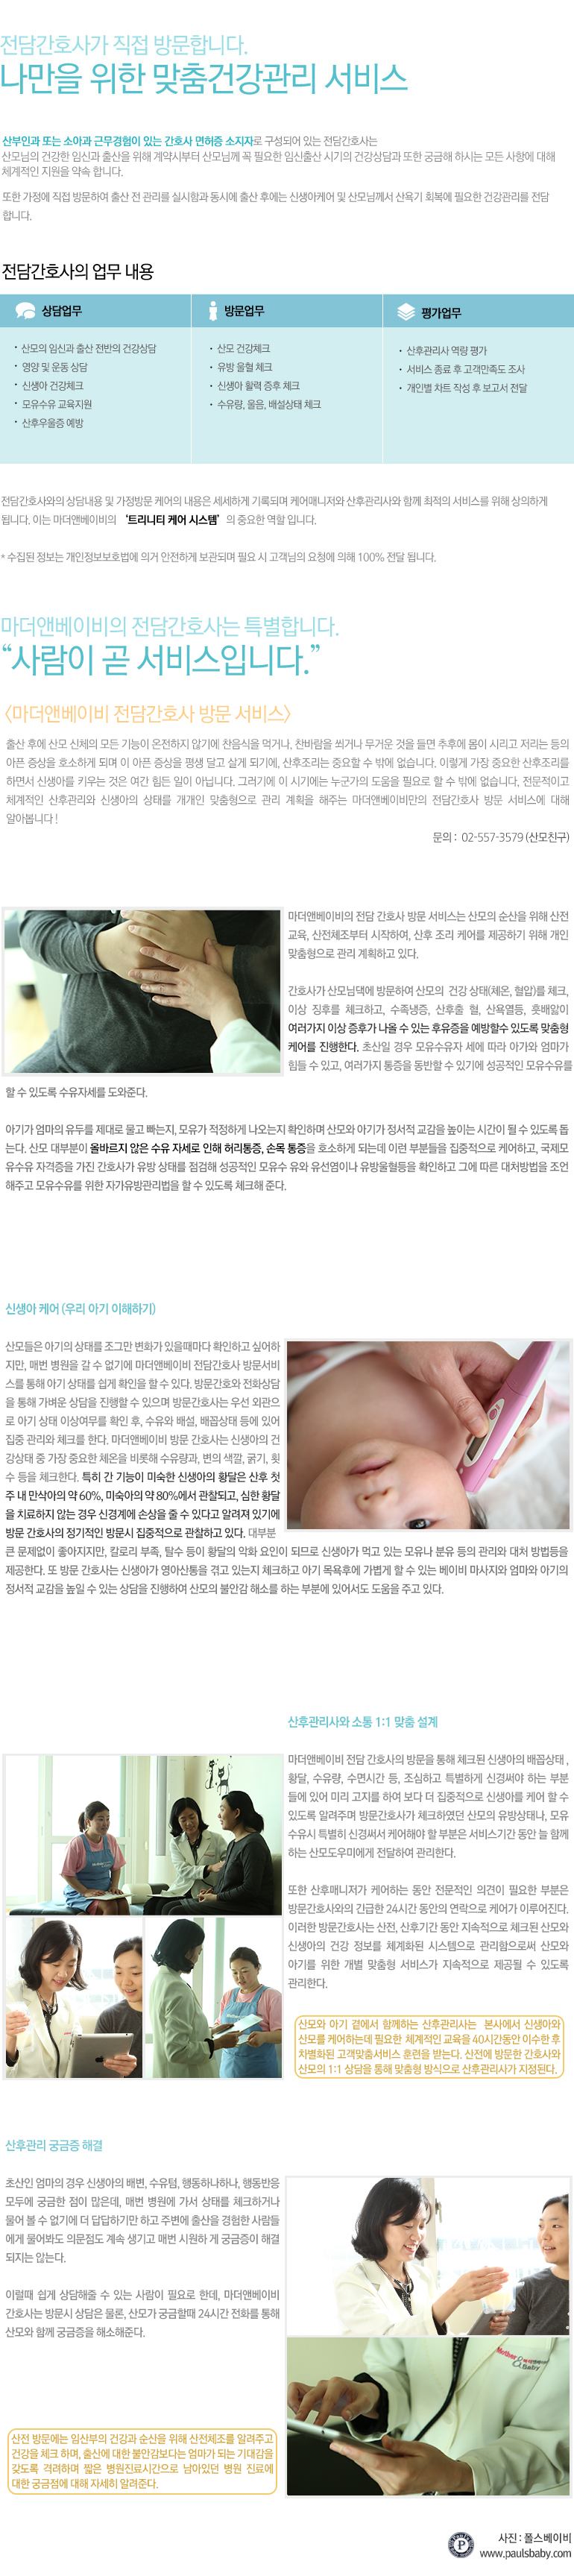 전담간호사가 직접 방문합니다.
나만을 위한 맞춤건강관리 서비스
산부인과 또는 소아과 근무경험이 있는 간호사 면허증 소지자로 구성되어 있는 전담간호사는
산모님의 건강한 임신과 출산을 위해 계약시부터 산모님께 꼭 필요한 임신출산 시기의 건강상담과 또한 궁금해 하시는 모든 사항에 대해
체계적인 지원을 약속 합니다.
또한 가정에 직접 방문하여 출산 전 관리를 실시함과 동시에 출산 후에는 신생아케어 및 산모님께서 산욕기 회복에 필요한 건강관리를 전담
합니다.
전담간호사의 업무 내용
상담업무
· 산모의 임신과 출산 전반의 건강상담
· 영양 및 운동 상담
· 신생아 건강체크
· 모유수유 교육지원
· 산후우울증 예방
방문업무
· 산모 건강체크
· 유방 울혈 체크
· 신생아 활력 증후 체크
· 수유량, 울음, 배설상태 체크
평가업무
· 산후관리사 역량 평가
· 서비스 종료 후 고객만족도 조사
· 개인별 차트 작성 후 보고서 전달
전담간호사와의 상담내용 및 가정방문 케어의 내용은 세세하게 기록되며 케어매니저와 산후관리사와 함께 최적의 서비스를 위해 상의하게
됩니다. 이는 마더앤베이비의 '트리니티 케어 시스템' 의 중요한 역할 입니다.
* 수집된 정보는 개인정보보호법에 의거 안전하게 보관되며 필요 시 고객님의 요청에 의해 100% 전달 됩니다.
마더앤베이비의 전담간호사는 특별합니다.
“사람이 곧 서비스입니다.”
<마더앤베이비 전담간호사 방문 서비스>
출산 후에 산모 신체의 모든 기능이 온전하지 않기에 찬음식을 먹거나, 찬바람을 쐬거나 무거운 것을 들면 추후에 몸이 시리고 저리는 등의
아픈 증상을 호소하게 되며 이 아픈 증상을 평생 달고 살게 되기에, 산후조리는 중요할 수 밖에 없습니다. 이렇게 가장 중요한 산후조리를
하면서 신생아를 키우는 것은 여간 힘든 일이 아닙니다. 그러기에 이 시기에는 누군가의 도움을 필요로 할 수 밖에 없습니다, 전문적이고
체계적인 산후관리와 신생아의 상태를 개개인 맞춤형으로 관리 계획을 해주는 마더앤베이비만의 전담간호사 방문 서비스에 대해
알아봅니다 !
문의 : 02-557-3579 (산모친구)
마더앤베이비의 전담 간호사 방문 서비스는 산모의 순산을 위해 산전
교육, 산전체조부터 시작하여, 산후 조리 케어를 제공하기 위해 개인
맞춤형으로 관리 계획하고 있다.
간호사가 산모님댁에 방문하여 산모의 건강 상태(체온, 혈압)를 체크,
이상 징후를 체크하고, 수족냉증, 산후출 혈, 산욕열등, 훗배앓이
여러가지 이상 증후가 나올 수 있는 후유증을 예방할수 있도록 맞춤형
케어를 진행한다. 초산일 경우 모유수유자 세에 따라 아가와 엄마가
힘들 수 있고, 여러가지 통증을 동반할 수 있기에 성공적인 모유수유를
할 수 있도록 수유자세를 도와준다.
아기가 엄마의 유두를 제대로 물고 빠는지, 모유가 적정하게 나오는지 확인하며 산모와 아기가 정서적 교감을 높이는 시간이 될 수 있도록 돕
는다. 산모 대부분이 올바르지 않은 수유 자세로 인해 허리통증, 손목 통증을 호소하게 되는데 이런 부분들을 집중적으로 케어하고, 국제모
유수유 자격증을 가진 간호사가 유방 상태를 점검해 성공적인 모유수 유와 유선염이나 유방울혈등을 확인하고 그에 따른 대처방법을 조언
해주고 모유수유를 위한 자가유방관리법을 할 수 있도록 체크해 준다.
신생아 케어 (우리 아기 이해하기)
산모들은 아기의 상태를 조그만 변화가 있을때마다 확인하고 싶어하
지만, 매번 병원을 갈 수 없기에 마더앤베이비 전담간호사 방문서비
스를 통해 아기 상태를 쉽게 확인을 할 수 있다. 방문간호와 전화상담
을 통해 가벼운 상담을 진행할 수 있으며 방문간호사는 우선 외관으
로 아기 상태 이상여무를 확인 후, 수유와 배설, 배꼽상태 등에 있어
집중 관리와 체크를 한다. 마더앤베이비 방문 간호사는 신생아의 건
강상태 중 가장 중요한 체온을 비롯해 수유량과, 변의 색깔, 굵기, 횟
수 등을 체크한다. 특히 간 기능이 미숙한 신생아의 황달은 산후 첫
주 내 만삭아의 약 60%, 미숙아의 약 80%에서 관찰되고, 심한 황달
을 치료하지 않는 경우 신경계에 손상을 줄 수 있다고 알려져 있기에
방문 간호사의 정기적인 방문시 집중적으로 관찰하고 있다. 대부분
큰 문제없이 좋아지지만, 칼로리 부족, 탈수 등이 황달의 악화 요인이 되므로 신생아가 먹고 있는 모유나 분유 등의 관리와 대처 방법등을
제공한다. 또 방문 간호사는 신생아가 영아산통을 겪고 있는지 체크하고 아기 목욕후에 가볍게 할 수 있는 베이비 마사지와 엄마와 아기의
정서적 교감을 높일 수 있는 상담을 진행하여 산모의 불안감 해소를 하는 부분에 있어서도 도움을 주고 있다.
산후관리사와 소통 1:1 맞춤 설계
마더앤베이비 전담 간호사의 방문을 통해 체크된 신생아의 배꼽상태 ,
황달, 수유량, 수면시간 등, 조심하고 특별하게 신경써야 하는 부분
들에 있어 미리 고지를 하여 보다 더 집중적으로 신생아를 케어 할 수
있도록 알려주며 방문간호사가 체크하였던 산모의 유방상태나, 모유
수유시 특별히 신경써서 케어해야 할 부분은 서비스기간 동안 늘 함께
하는 산모도우미에게 전달하여 관리한다.
또한 산후매니저가 케어하는 동안 전문적인 의견이 필요한 부분은
방문간호사와의 긴급한 24시간 동안의 연락으로 케어가 이루어진다.
이러한 방문간호사는 산전, 산후기간 동안 지속적으로 체크된 산모와
신생아의 건강 정보를 체계화된 시스템으로 관리함으로써 산모와
아기를 위한 개별 맞춤형 서비스가 지속적으로 제공될 수 있도록
관리한다.
산모와 아기 곁에서 함께하는 산후관리사는 본사에서 신생아와
산모를 케어하는데 필요한 체계적인 교육을 40시간동안 이수한 후
차별화된 고객맞춤서비스 훈련을 받는다. 산전에 방문한 간호사와
산모의 1:1 상담을 통해 맞춤형 방식으로 산후관리사가 지정된다.
산후관리 궁금증 해결
초산인 엄마의 경우 신생아의 배변, 수유텀, 행동하나하나, 행동반응
모두에 궁금한 점이 많은데, 매번 병원에 가서 상태를 체크하거나
물어 볼 수 없기에 더 답답하기만 하고 주변에 출산을 경험한 사람들
에게 물어봐도 의문점도 계속 생기고 매번 시원하 게 궁금증이 해결
되지는 않는다.
이럴때 쉽게 상담해줄 수 있는 사람이 필요로 한데, 마더앤베이비
간호사는 방문시 상담은 물론, 산모가 궁금할때 24시간 전화를 통해
산모와 함께 궁금증을 해소해준다.
Mother
&Baby
산전 방문에는 임산부의 건강과 순산을 위해 산전체조를 알려주고
건강을 체크 하며, 출산에 대한 불안감보다는 엄마가 되는 기대감을
갖도록 격려하며 짧은 병원진료시간으로 남아있던 병원 진료에
대한 궁금점에 대해 자세히 알려준다.
사진 : 폴스베이비
www.paulsbaby.com